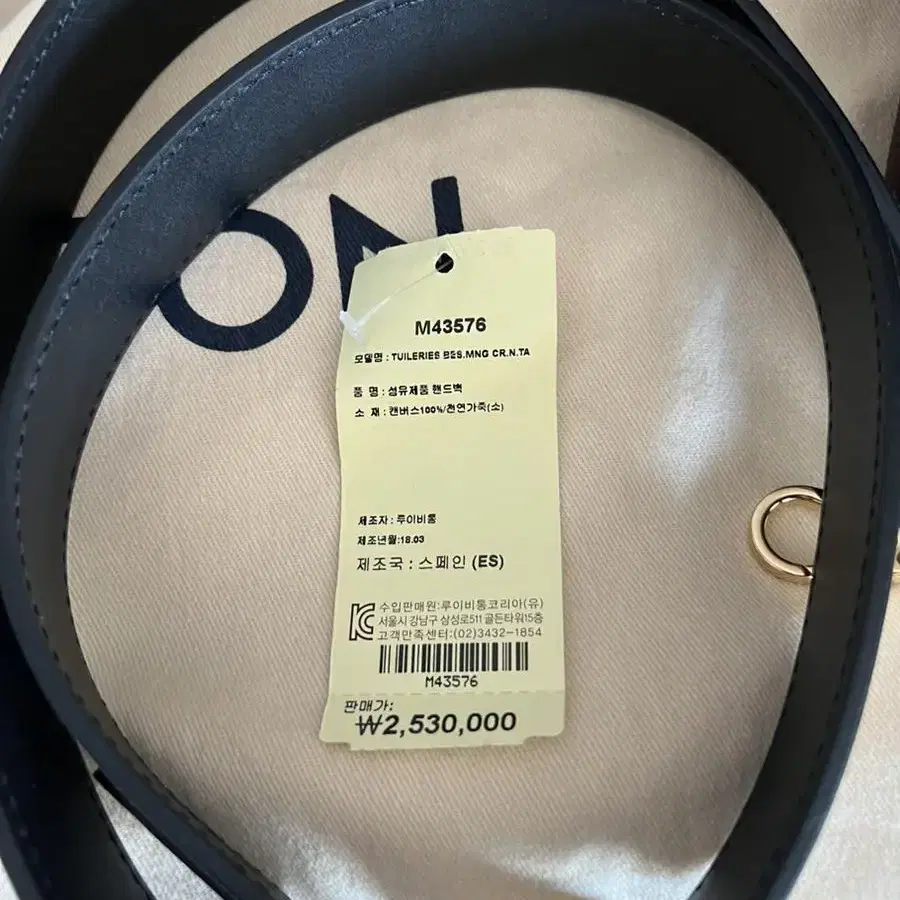 ON
M43576
모델명 : TUILERIES BES.MNG CR.N.TA
품 명 : 섬유제품 핸드백
소 재 : 캔버스100%/천연가죽(소)
제조자 : 루이비통
제조년월:18.03
제조국 : 스페인 (ES)
수입판매원:루이비통코리아(유)
서울시 강남구 삼성로511 골든타워15층
고객만족센터:(02)3432-1854
M43576
판매가:
₩2,530,000